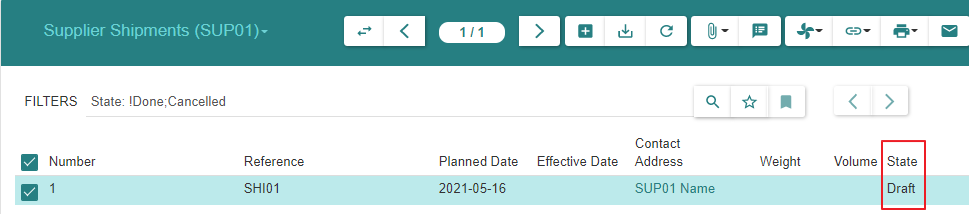 Supplier Shipments (SUP01)
1 / 1
FILTERS State: !Done;Cancelled
Number Reference Planned Date Effective Date Contact Address Weight Volume State
1 SHI01 2021-05-16 SUP01 Name Draft